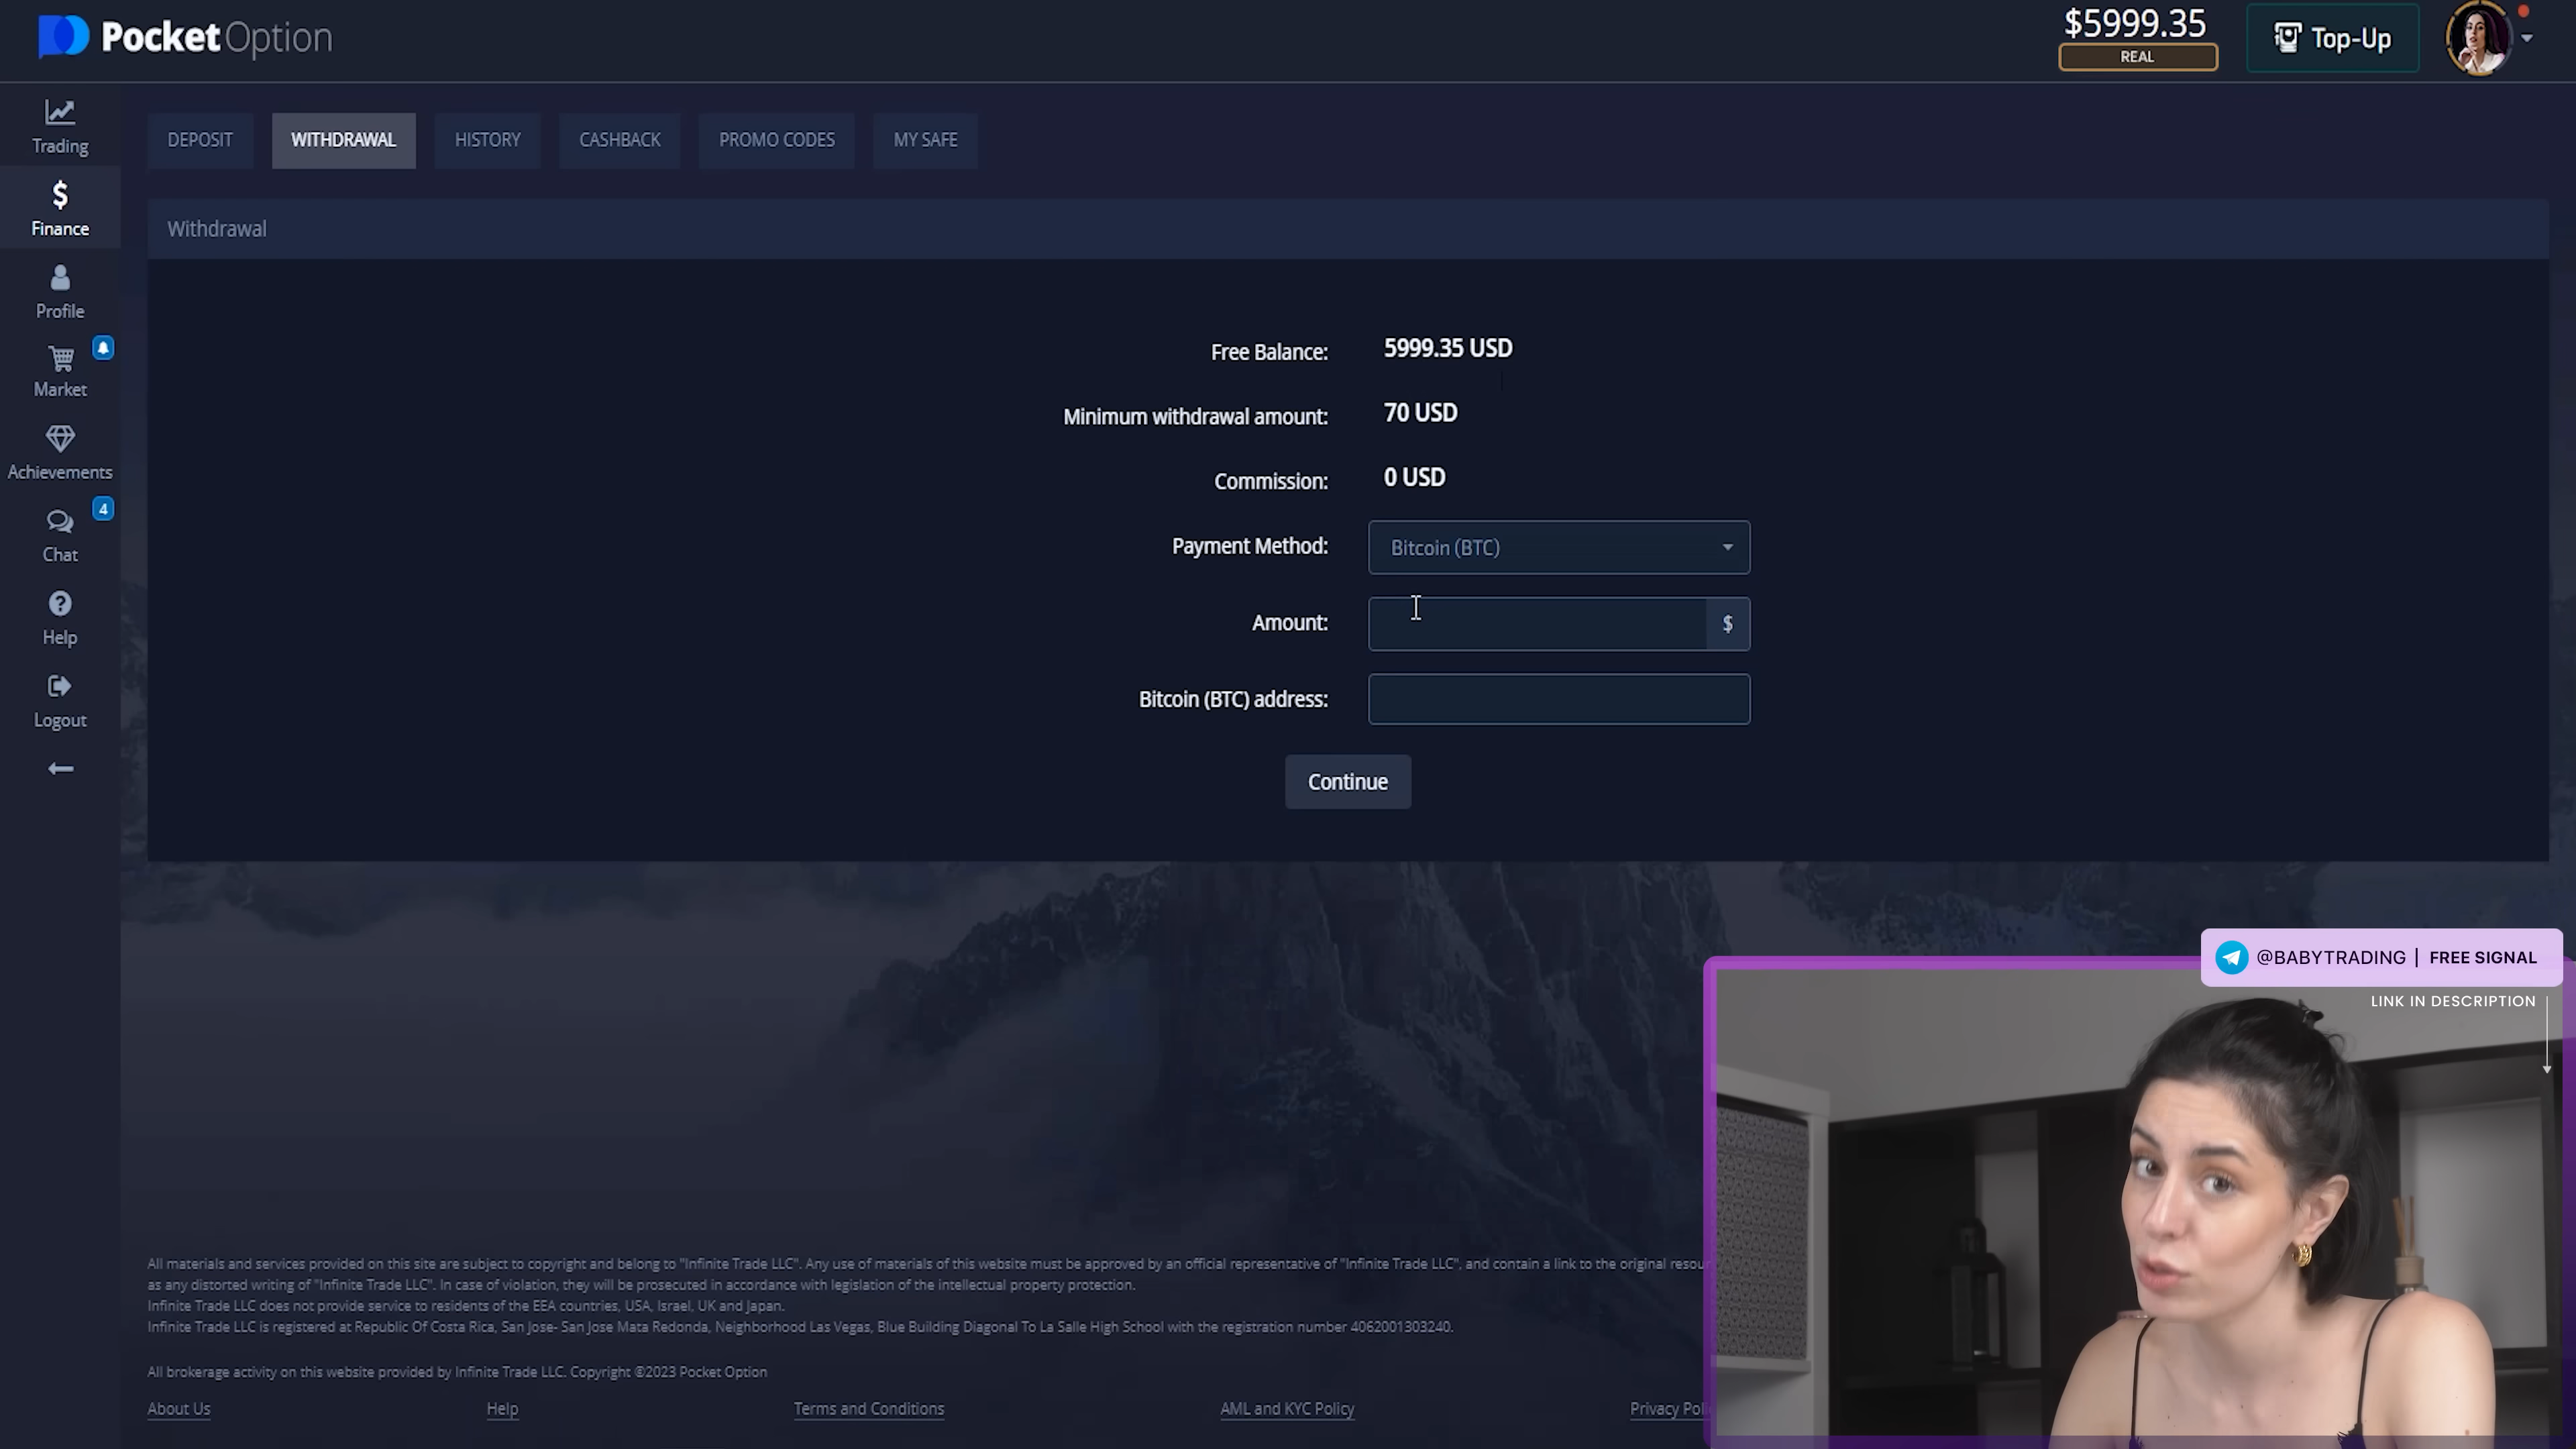 PocketOption
$5999.35
REAL
Top-Up
Trading
Finance
Profile
Market
Achievements
4
Chat
Help
Logout
DEPOSIT
WITHDRAWAL
HISTORY
CASHBACK
PROMO CODES
MY SAFE
Withdrawal
Free Balance: 5999.35 USD
Minimum withdrawal amount: 70 USD
Commission: 0 USD
Payment Method: Bitcoin (BTC)
Amount: $
Bitcoin (BTC) address:
Continue
@BABYTRADING | FREE SIGNAL
LINK IN DESCRIPTION
All materials and services provided on this site are subject to copyright and belong to "Infinite Trade LLC". Any use of materials of this website must be approved by an official representative of "Infinite Trade LLC", and contain a link to the original
as any distorted writing of "Infinite Trade LLC". In case of violation, they will be prosecuted in accordance with legislation of the intellectual property protection.
Infinite Trade LLC does not provide service to residents of the EEA countries, USA, Israel, UK and Japan.
Infinite Trade LLC is registered at Republic Of Costa Rica, San Jose- San Jose Mata Redonda, Neighborhood Las Vegas, Blue Building Diagonal To La Salle High School with the registration number 4062001303240.
All brokerage activity on this website provided by Infinite Trade LLC. Copyright ©2023 Pocket Option
About Us
Help
Terms and Conditions
AML and KYC Policy
Privacy